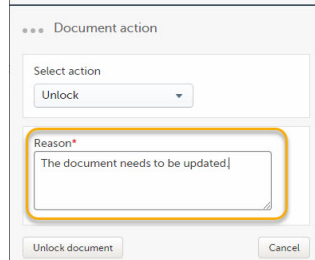 Document action
Select action
Unlock
Reason*
The document needs to be updated.
Unlock document
Cancel